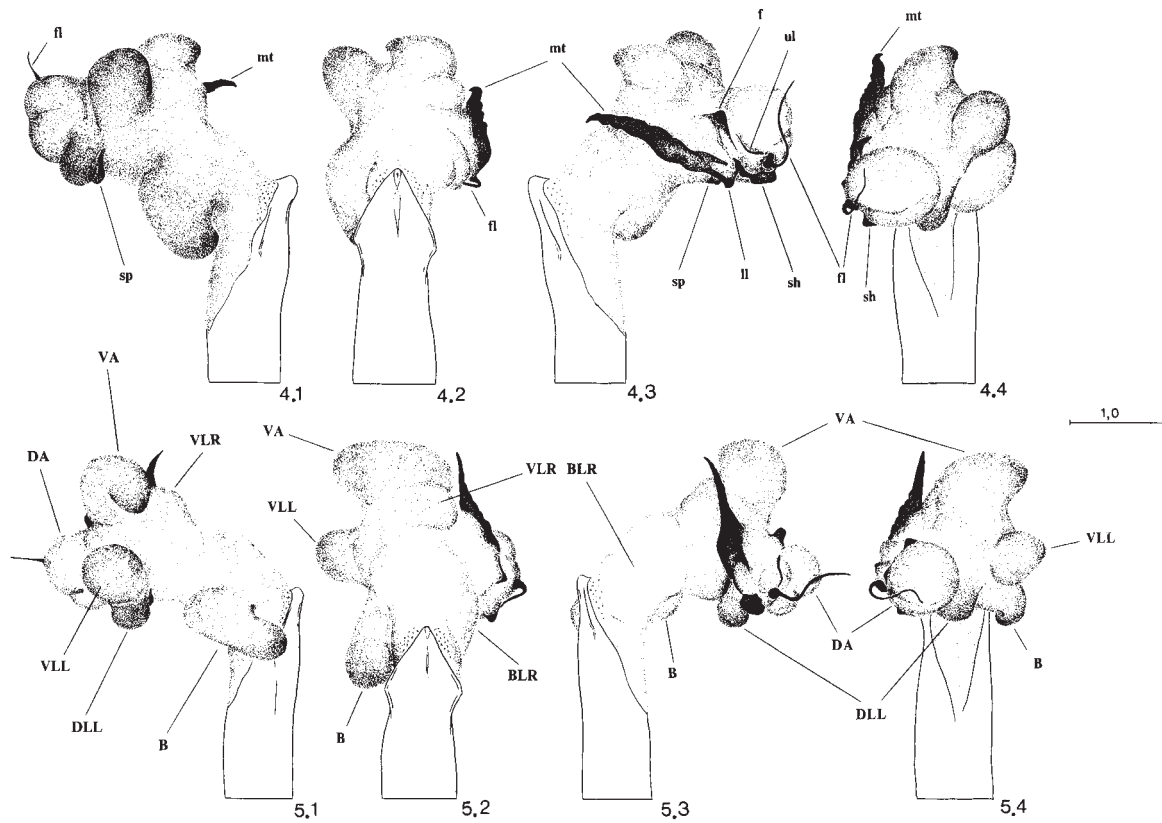 fl
mt
sp
4.1
mt
fl
4.2
f
ul
sp
ll
sh
fl
4.3
mt
sh
4.4
1,0
VA
DA
VLR
VLL
DLL
B
5.1
VA
VLL
VLR
BLR
B
BLR
5.2
VA
B
DA
DLL
5.3
VLL
B
5.4